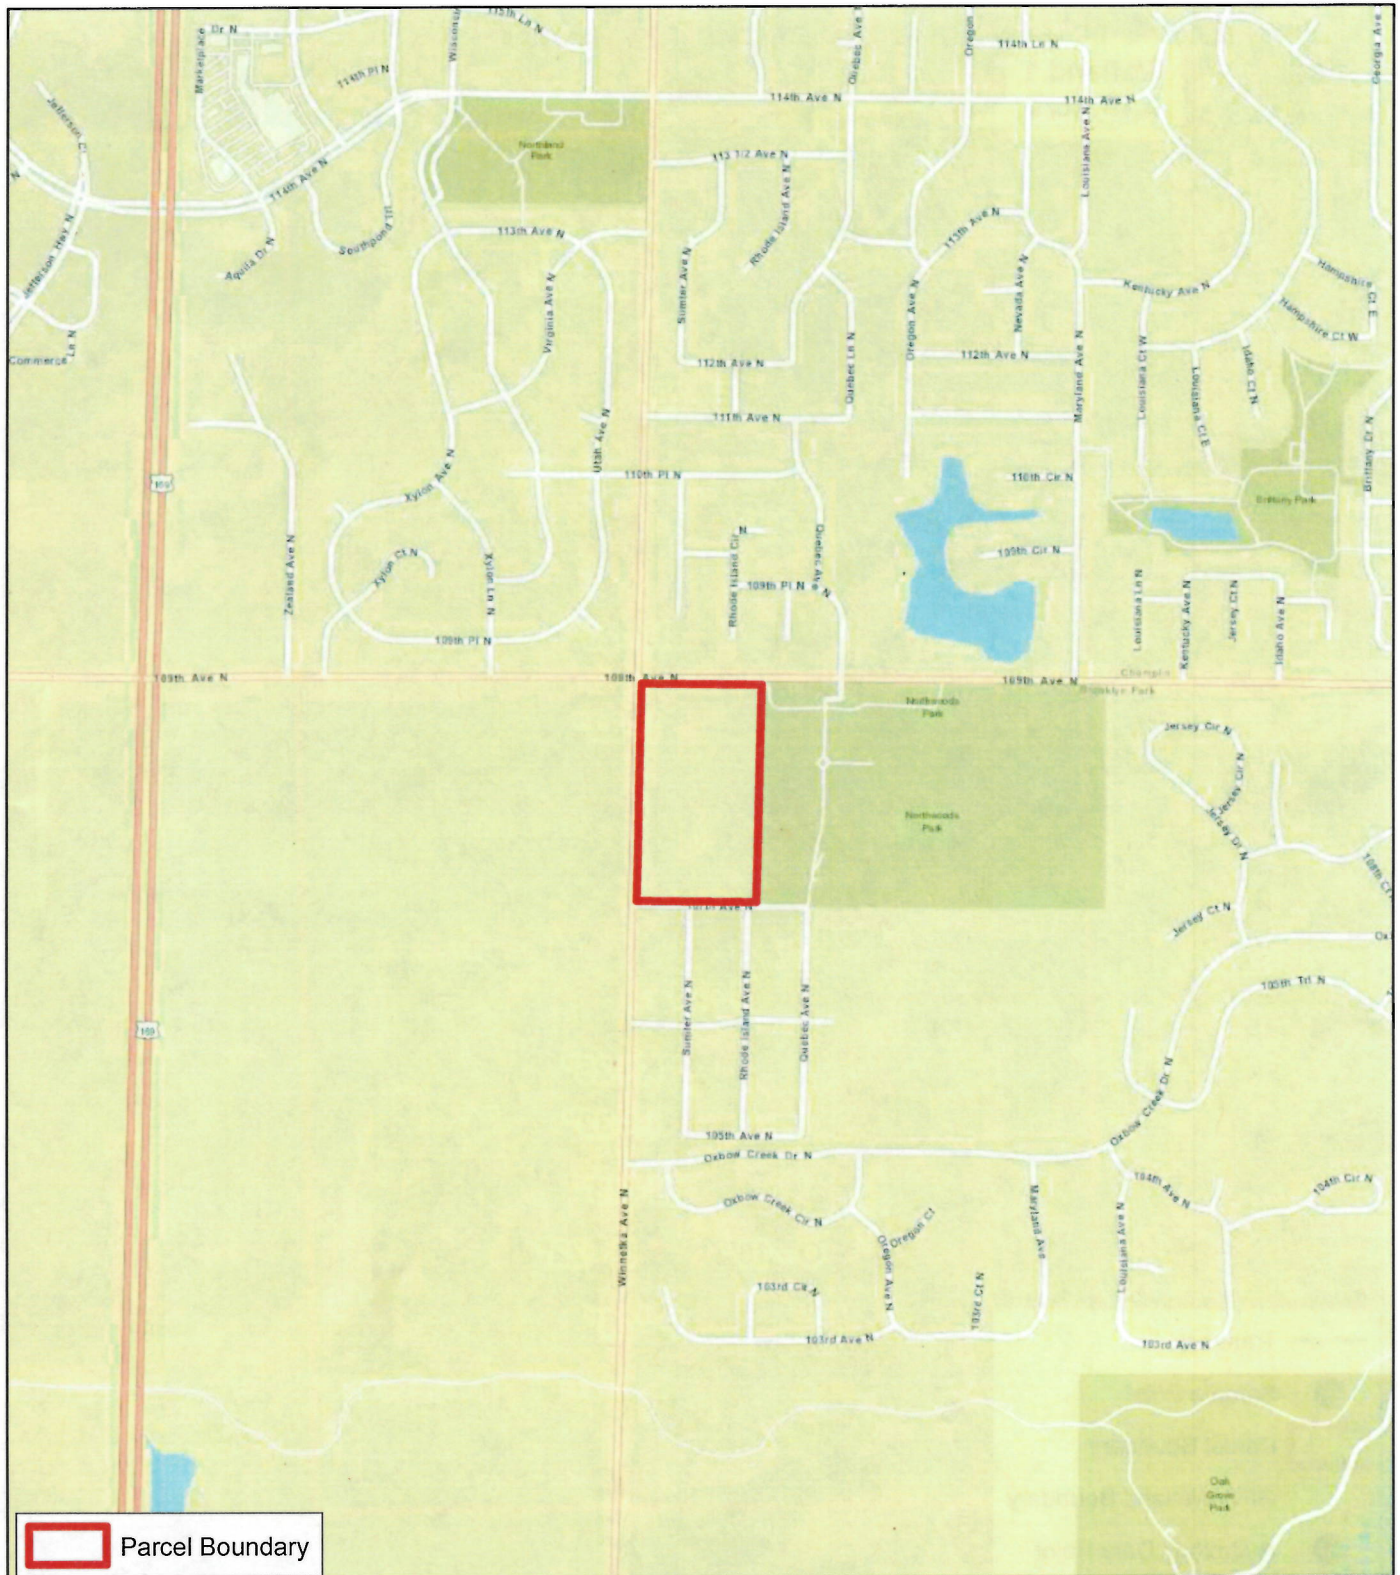 115th Ln N
Dr N
Marketplace
114th Ln N
114th Pl N
Quebec Ave
Oregon
Georgia Ave
114th Ave N
114th Ave N
Jefferson Ct
Louisiana Ave N
Northland
Park
113 1/2 Ave N
N
114th Ave N
Rhode Island Ave N
Southpond Trl
113th Ave N
113th Ave N
Jefferson Hwy N
Aquila Dr N
Sumter Ave N
Hampshire
Ct E
Virginia Ave N
Nevada Ave N
Kentucky Ave N
Hampshire Ct W
Oregon Ave N
Commerce
Ln N
112th Ave N
Quebec Ln N
112th Ave N
Maryland Ave N
Louisiana Ct W
Louisiana Ct E
Idaho Ct N
111th Ave N
Utah Ave N
Brittany Dr N
Xylon Ave N
110th Pl N
110th Cir N
169
Brittany Park
Zealand Ave N
Xylon Ct N
Xylon Ln N
Rhode Island Cir N
Quebec Ave N
109th Cir N
109th Pl N
Louisiana Ln N
Kentucky Ave N
Jersey Ct N
Idaho Ave N
109th Pl N
109th Ave N
109th Ave N
109th Ave N
Champlin
Brooklyn Park
Northwoods
Park
Jersey Cir N
Jersey Cir N
Northwoods
Park
Jersey Dr N
108th Ct
107th Ave N
Jersey Ct N
Sumter Ave N
Rhode Island Ave N
Quebec Ave N
105th Trl N
169
Oxbow Creek Dr N
105th Ave N
Oxbow Creek Dr N
104th Ave N
104th Cir N
Winnetka Ave N
Oxbow Creek Cir N
Oregon Ct
Oregon Ave N
Maryland Ave
Louisiana Ave N
103rd Cir N
103rd Ct N
103rd Ave N
103rd Ave N
Oak
Grove
Park
Parcel Boundary